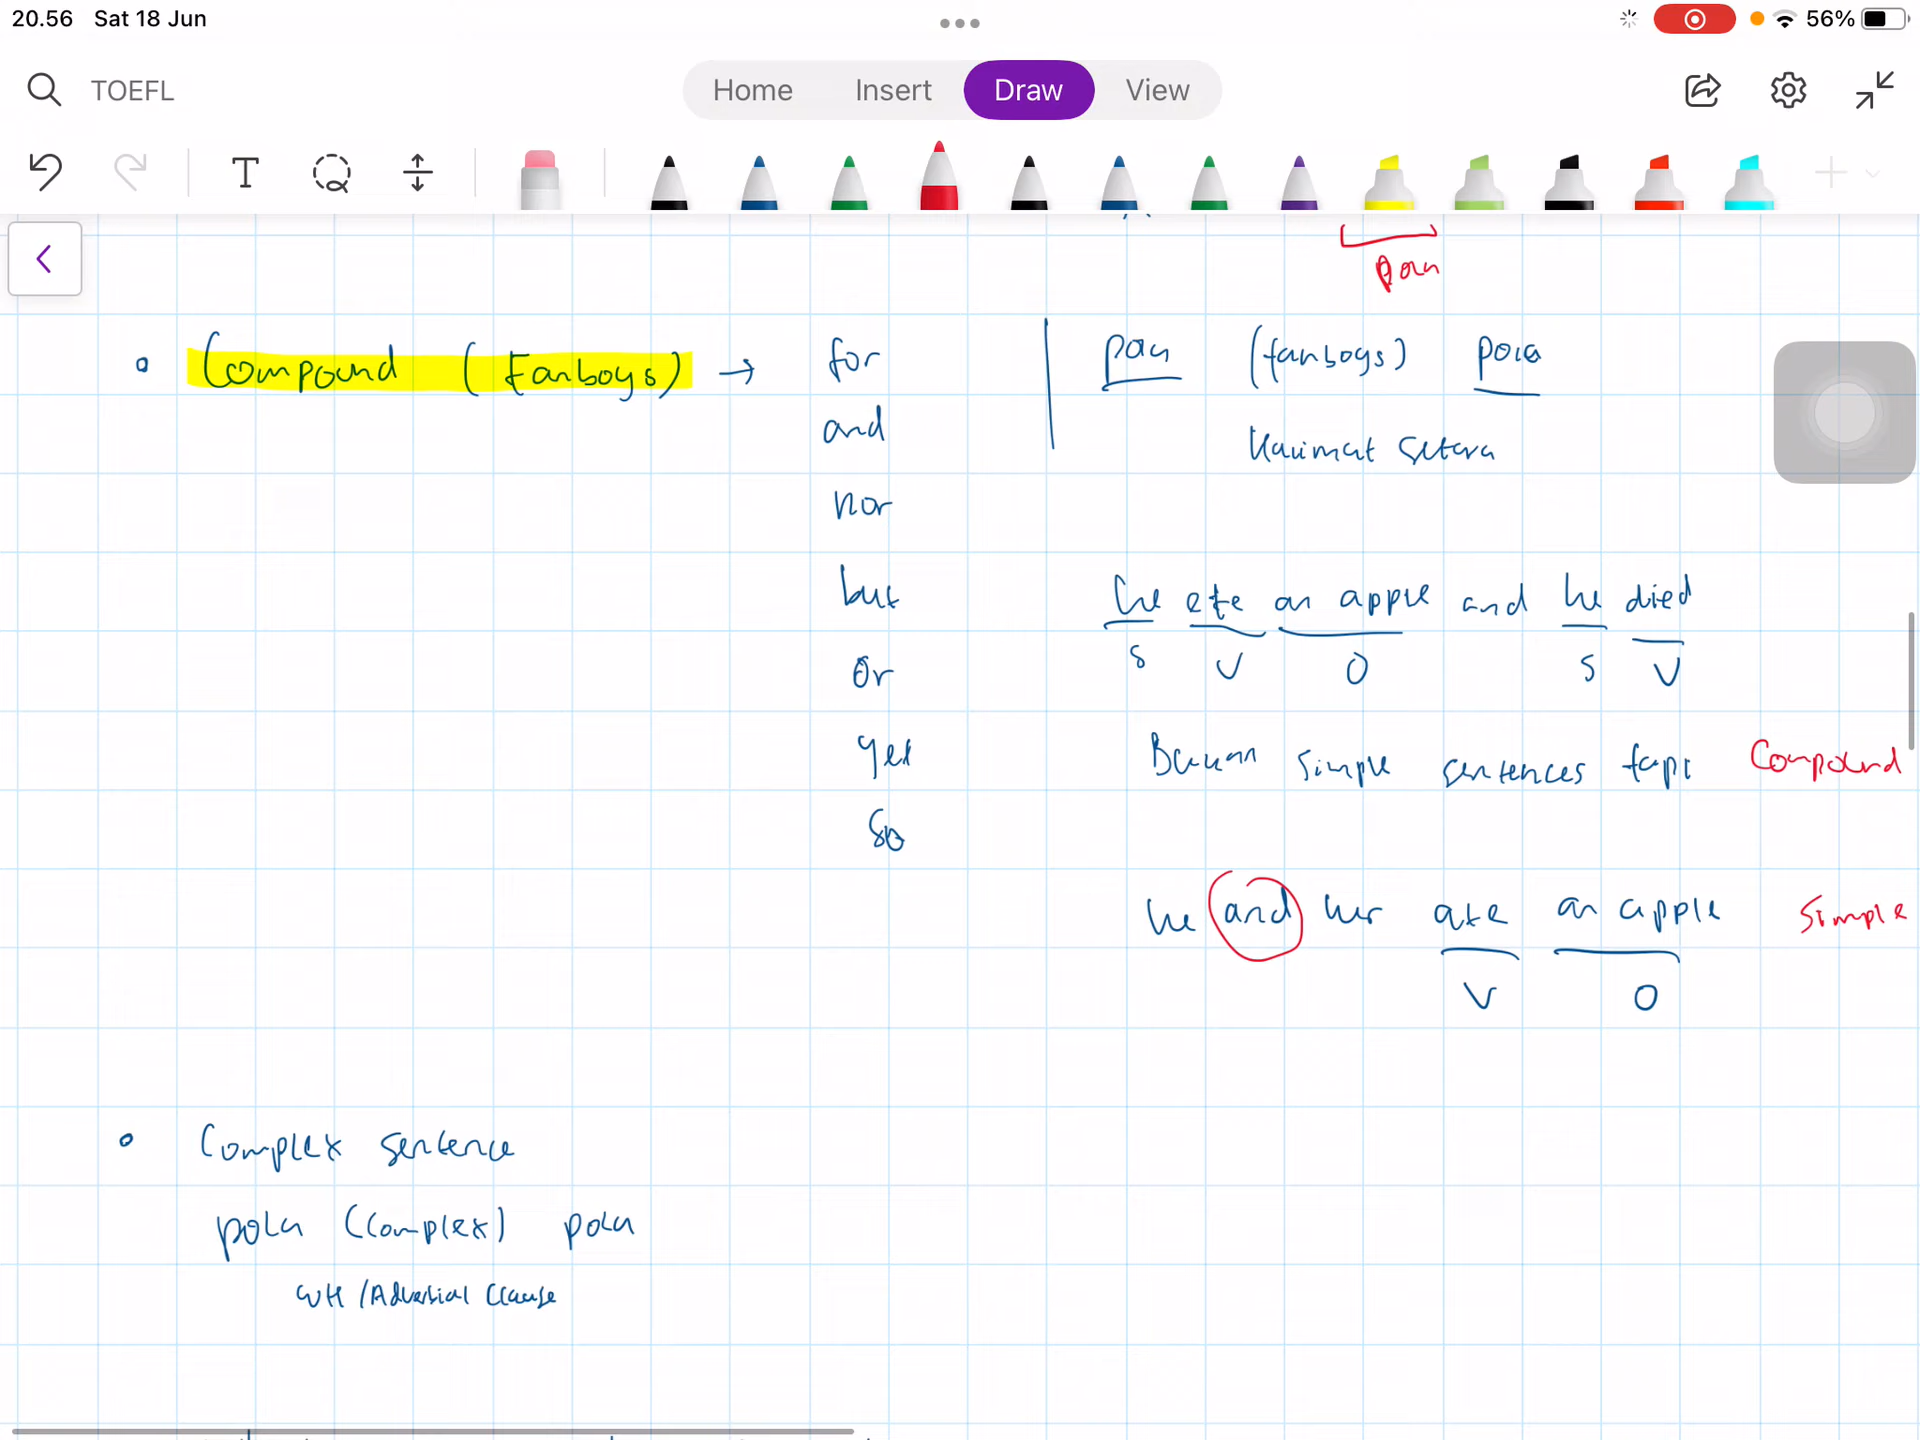 20.56 Sat 18 Jun
56%
TOEFL
Home Insert Draw View
T
pola
• Compound (Fanboys) → for
and
nor
but
or
yet
so
pola (fanboys) pola
Kalimat setara
he ate an apple and he died
S V O S V
Bukan simple sentences tapi Compound
he and her ate an apple Simple
V O
• Complex sentence
pola (complex) pola
WH / Adverbial Clause